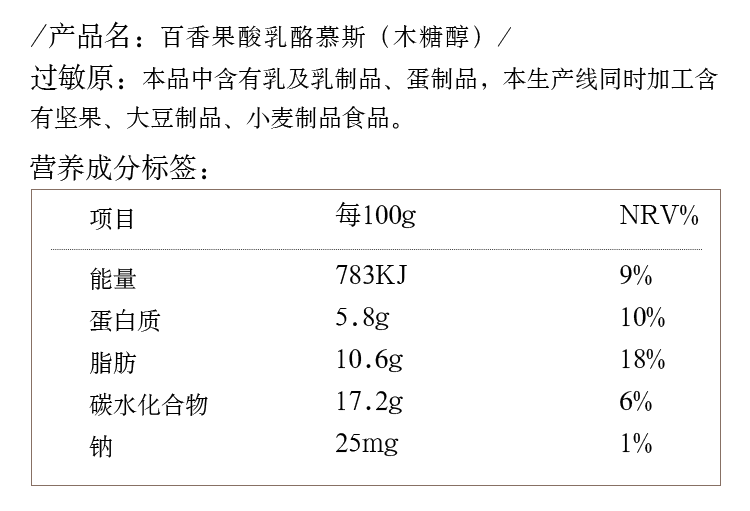 /产品名：百香果酸乳酪慕斯（木糖醇）/
过敏原：本品中含有乳及乳制品、蛋制品，本生产线同时加工含
有坚果、大豆制品、小麦制品食品。
营养成分标签：
项目 每100g NRV%
能量 783KJ 9%
蛋白质 5.8g 10%
脂肪 10.6g 18%
碳水化合物 17.2g 6%
钠 25mg 1%